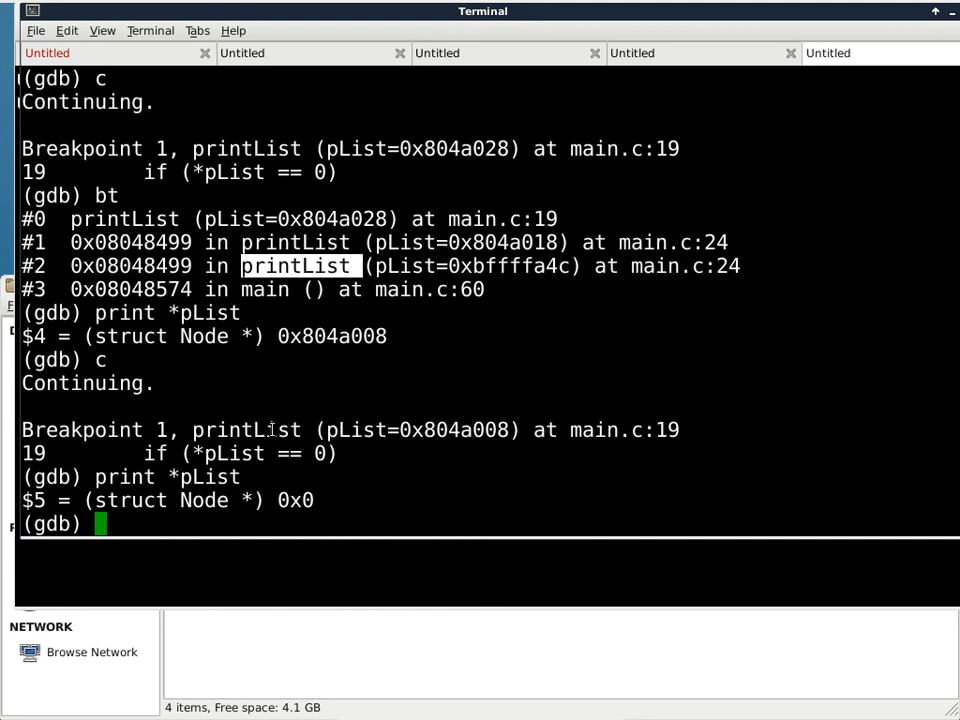 Terminal
File Edit View Terminal Tabs Help
Untitled Untitled Untitled Untitled Untitled
(gdb) c
Continuing.
Breakpoint 1, printList (pList=0x804a028) at main.c:19
19        if (*pList == 0)
(gdb) bt
#0  printList (pList=0x804a028) at main.c:19
#1  0x08048499 in printList (pList=0x804a018) at main.c:24
#2  0x08048499 in printList (pList=0xbffffa4c) at main.c:24
#3  0x08048574 in main () at main.c:60
(gdb) print *pList
$4 = (struct Node *) 0x804a008
(gdb) c
Continuing.
Breakpoint 1, printList (pList=0x804a008) at main.c:19
19        if (*pList == 0)
(gdb) print *pList
$5 = (struct Node *) 0x0
(gdb)
NETWORK
Browse Network
4 items, Free space: 4.1 GB